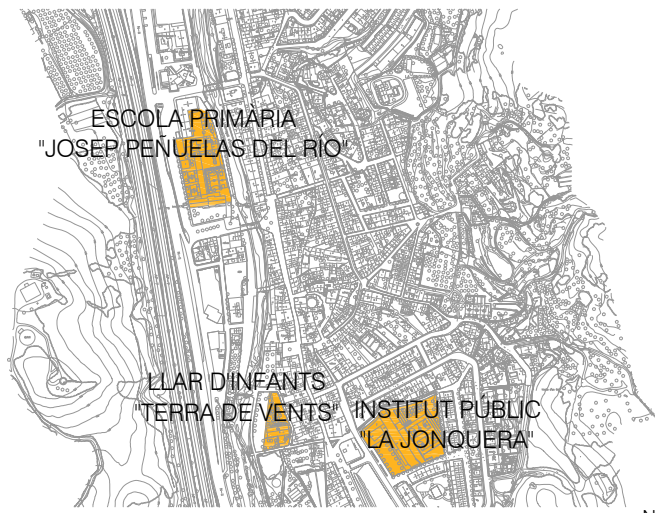 ESCOLA PRIMÀRIA
"JOSEP PEÑUELAS DEL RÍO"
LLAR D'INFANTS
"TERRA DE VENTS"
INSTITUT PÚBLIC
"LA JONQUERA"
N